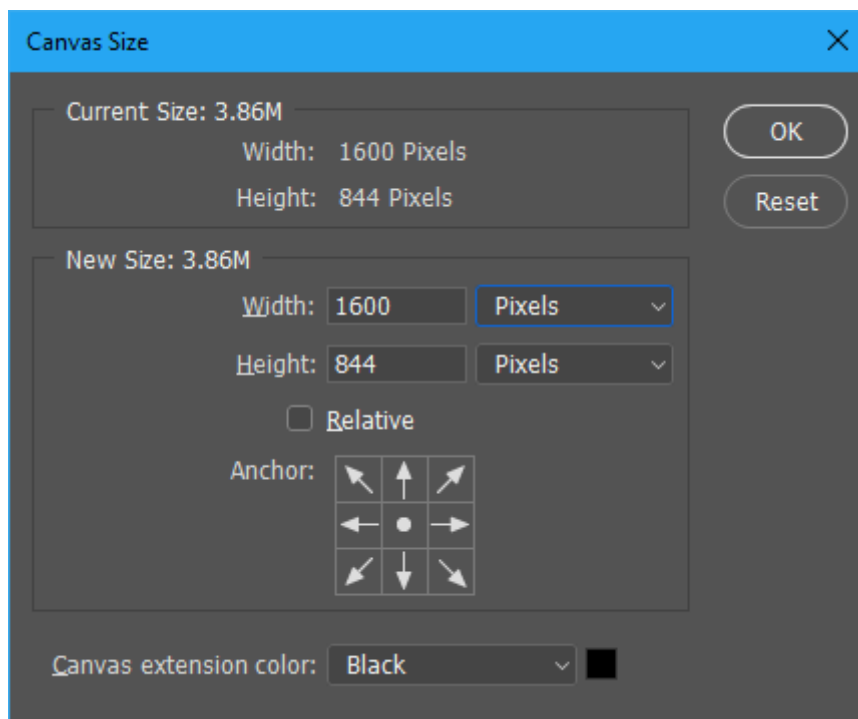 Canvas Size
Current Size: 3.86M
Width: 1600 Pixels
Height: 844 Pixels
OK
Reset
New Size: 3.86M
Width: 1600 Pixels
Height: 844 Pixels
Relative
Anchor:
Canvas extension color: Black